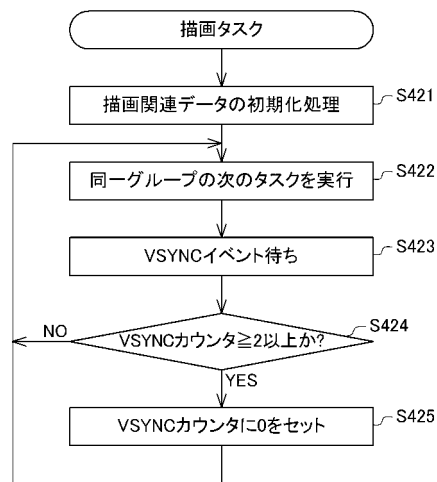 描画タスク
描画関連データの初期化処理
S421
同一グループの次のタスクを実行
S422
VSYNCイベント待ち
S423
VSYNCカウンタ≧2以上か?
S424
NO
YES
VSYNCカウンタに0をセット
S425